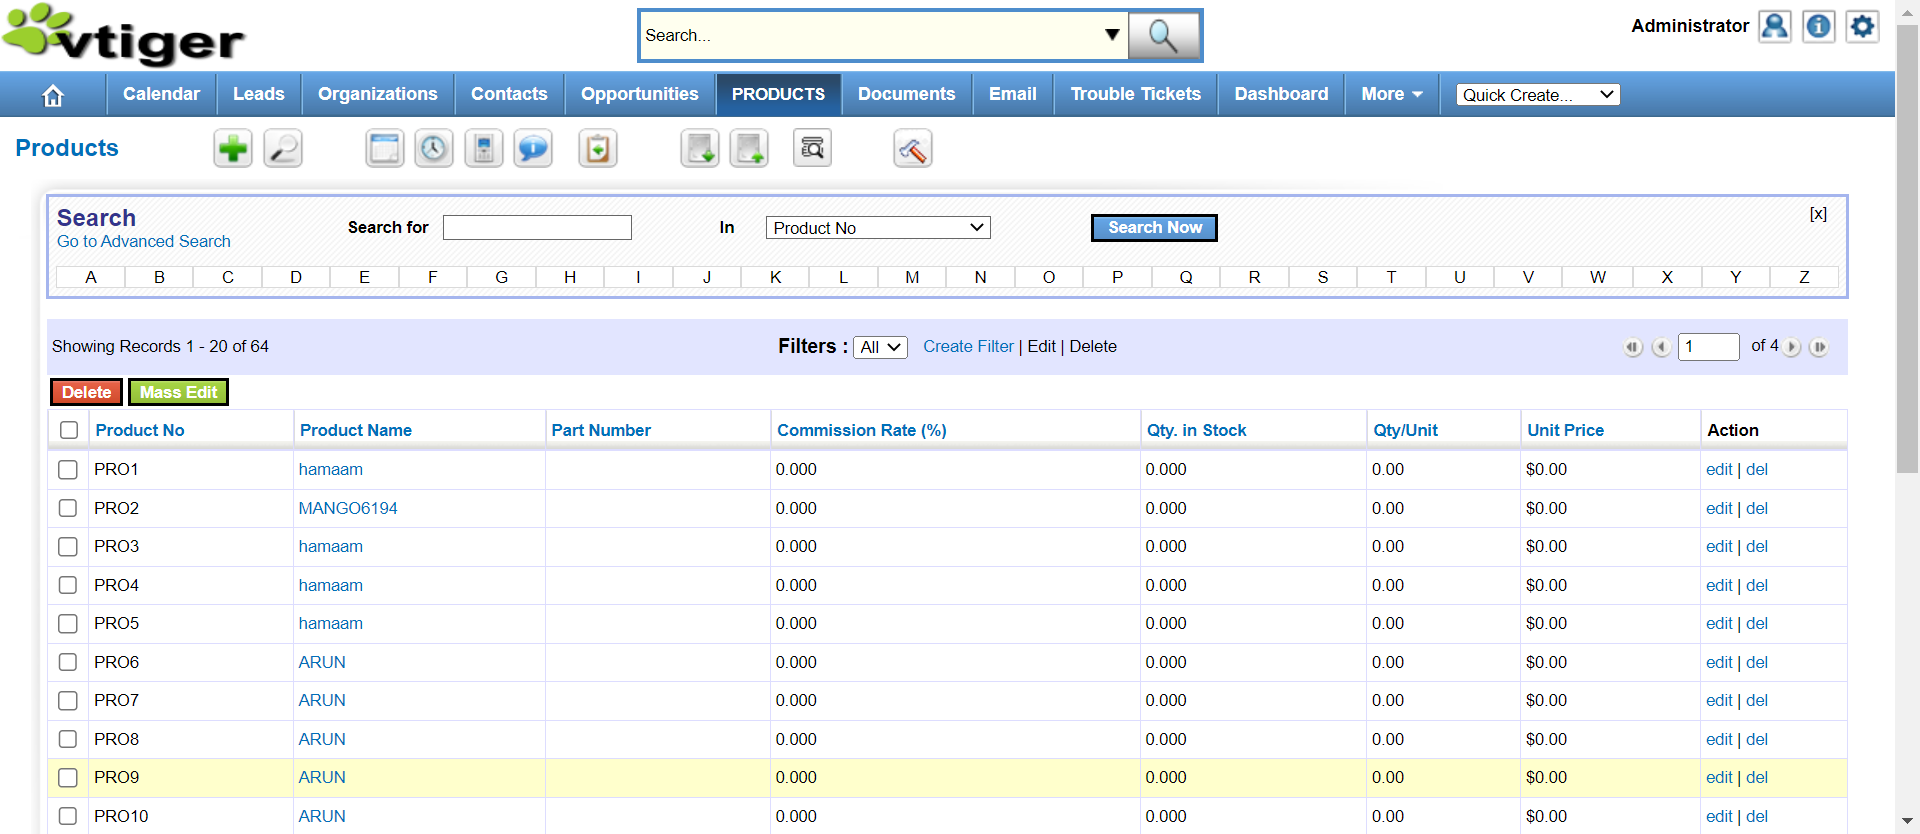 vtiger
Search...
Administrator
Calendar Leads Organizations Contacts Opportunities PRODUCTS Documents Email Trouble Tickets Dashboard More Quick Create...
Products
Search
Go to Advanced Search
Search for In Product No Search Now [x]
A B C D E F G H I J K L M N O P Q R S T U V W X Y Z
Showing Records 1 - 20 of 64 Filters : All Create Filter | Edit | Delete 1 of 4
Delete Mass Edit
Product No Product Name Part Number Commission Rate (%) Qty. in Stock Qty/Unit Unit Price Action
PRO1 hamaam 0.000 0.000 0.00 $0.00 edit | del
PRO2 MANGO6194 0.000 0.000 0.00 $0.00 edit | del
PRO3 hamaam 0.000 0.000 0.00 $0.00 edit | del
PRO4 hamaam 0.000 0.000 0.00 $0.00 edit | del
PRO5 hamaam 0.000 0.000 0.00 $0.00 edit | del
PRO6 ARUN 0.000 0.000 0.00 $0.00 edit | del
PRO7 ARUN 0.000 0.000 0.00 $0.00 edit | del
PRO8 ARUN 0.000 0.000 0.00 $0.00 edit | del
PRO9 ARUN 0.000 0.000 0.00 $0.00 edit | del
PRO10 ARUN 0.000 0.000 0.00 $0.00 edit | del